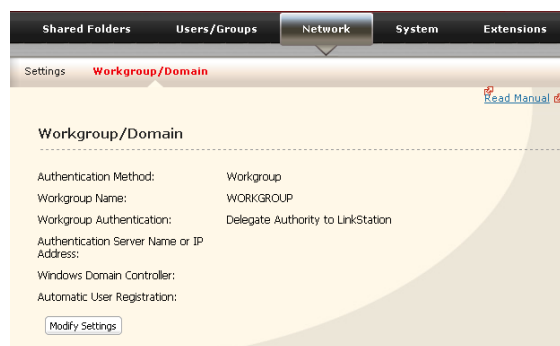 Shared Folders Users/Groups Network System Extensions
Settings Workgroup/Domain
Read Manual
Workgroup/Domain
Authentication Method: Workgroup
Workgroup Name: WORKGROUP
Workgroup Authentication: Delegate Authority to LinkStation
Authentication Server Name or IP
Address:
Windows Domain Controller:
Automatic User Registration:
Modify Settings